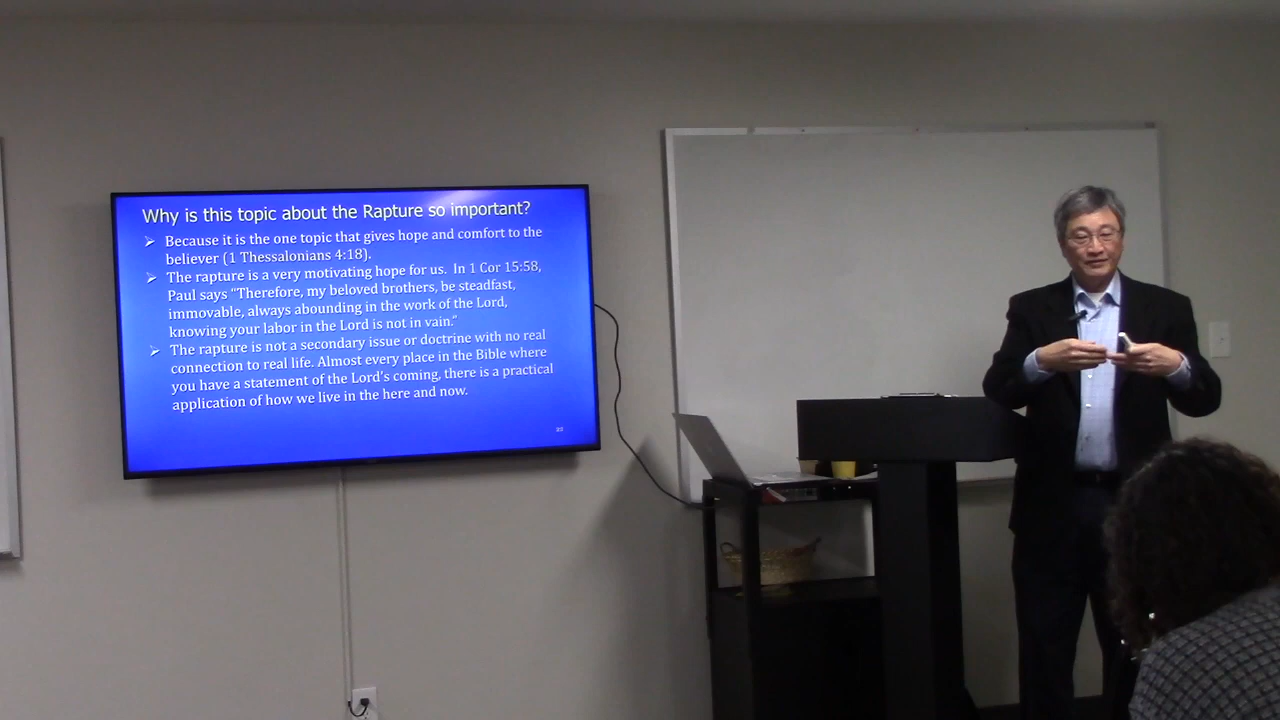 Why is this topic about the Rapture so important?
➢ Because it is the one topic that gives hope and comfort to the
believer (1 Thessalonians 4:18).
➢ The rapture is a very motivating hope for us. In 1 Cor 15:58,
Paul says “Therefore, my beloved brothers, be steadfast,
immovable, always abounding in the work of the Lord,
knowing your labor in the Lord is not in vain.”
➢ The rapture is not a secondary issue or doctrine with no real
connection to real life. Almost every place in the Bible where
you have a statement of the Lord’s coming, there is a practical
application of how we live in the here and now.